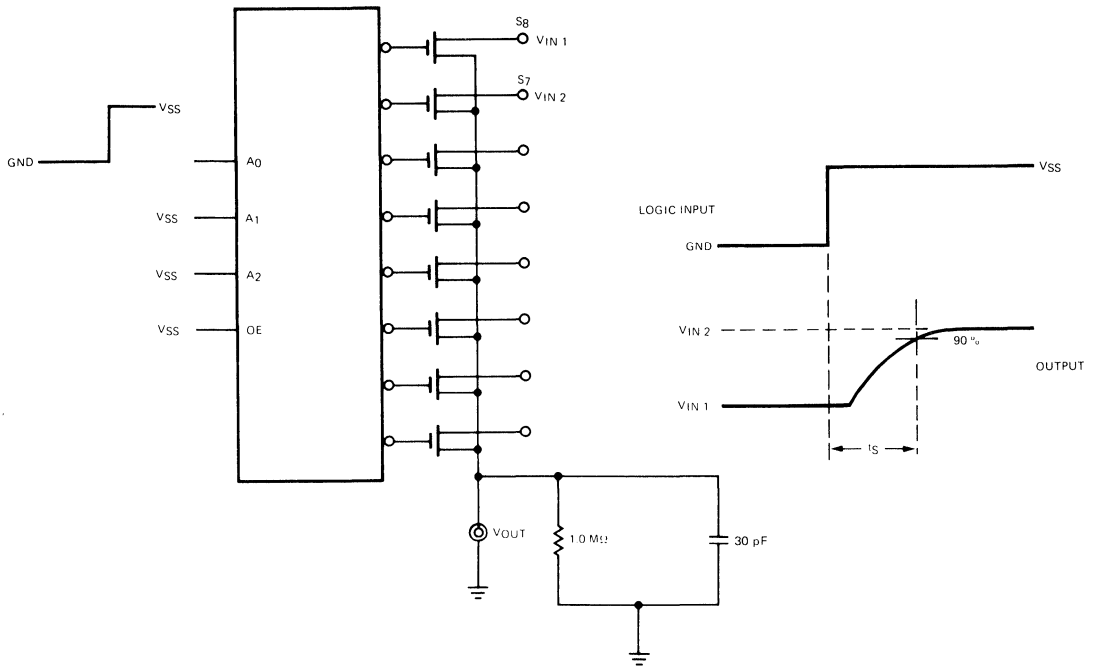 S8
VIN 1
S7
VIN 2
VSS
GND
A0
VSS
A1
VSS
A2
VSS
OE
VOUT
1.0 MΩ
30 pF
LOGIC INPUT
VSS
GND
VIN 2
90 %
OUTPUT
VIN 1
tS